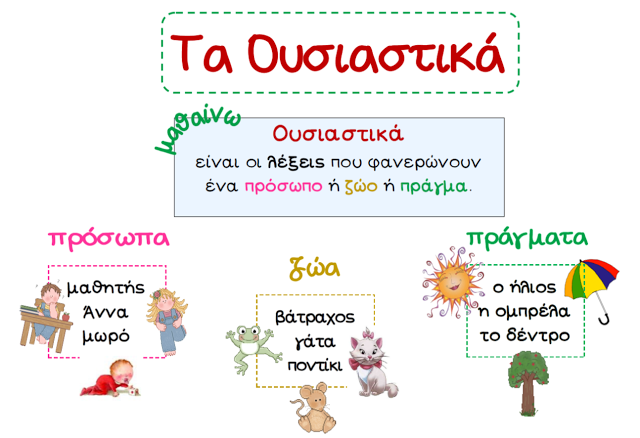 Τα Ουσιαστικά
μαθαίνω
Ουσιαστικά
είναι οι λέξεις που φανερώνουν
ένα πρόσωπο ή ζώο ή πράγμα.
πρόσωπα
μαθητής
Άννα
μωρό
ζώα
βάτραχος
γάτα
ποντίκι
πράγματα
ο ήλιος
η ομπρέλα
το δέντρο